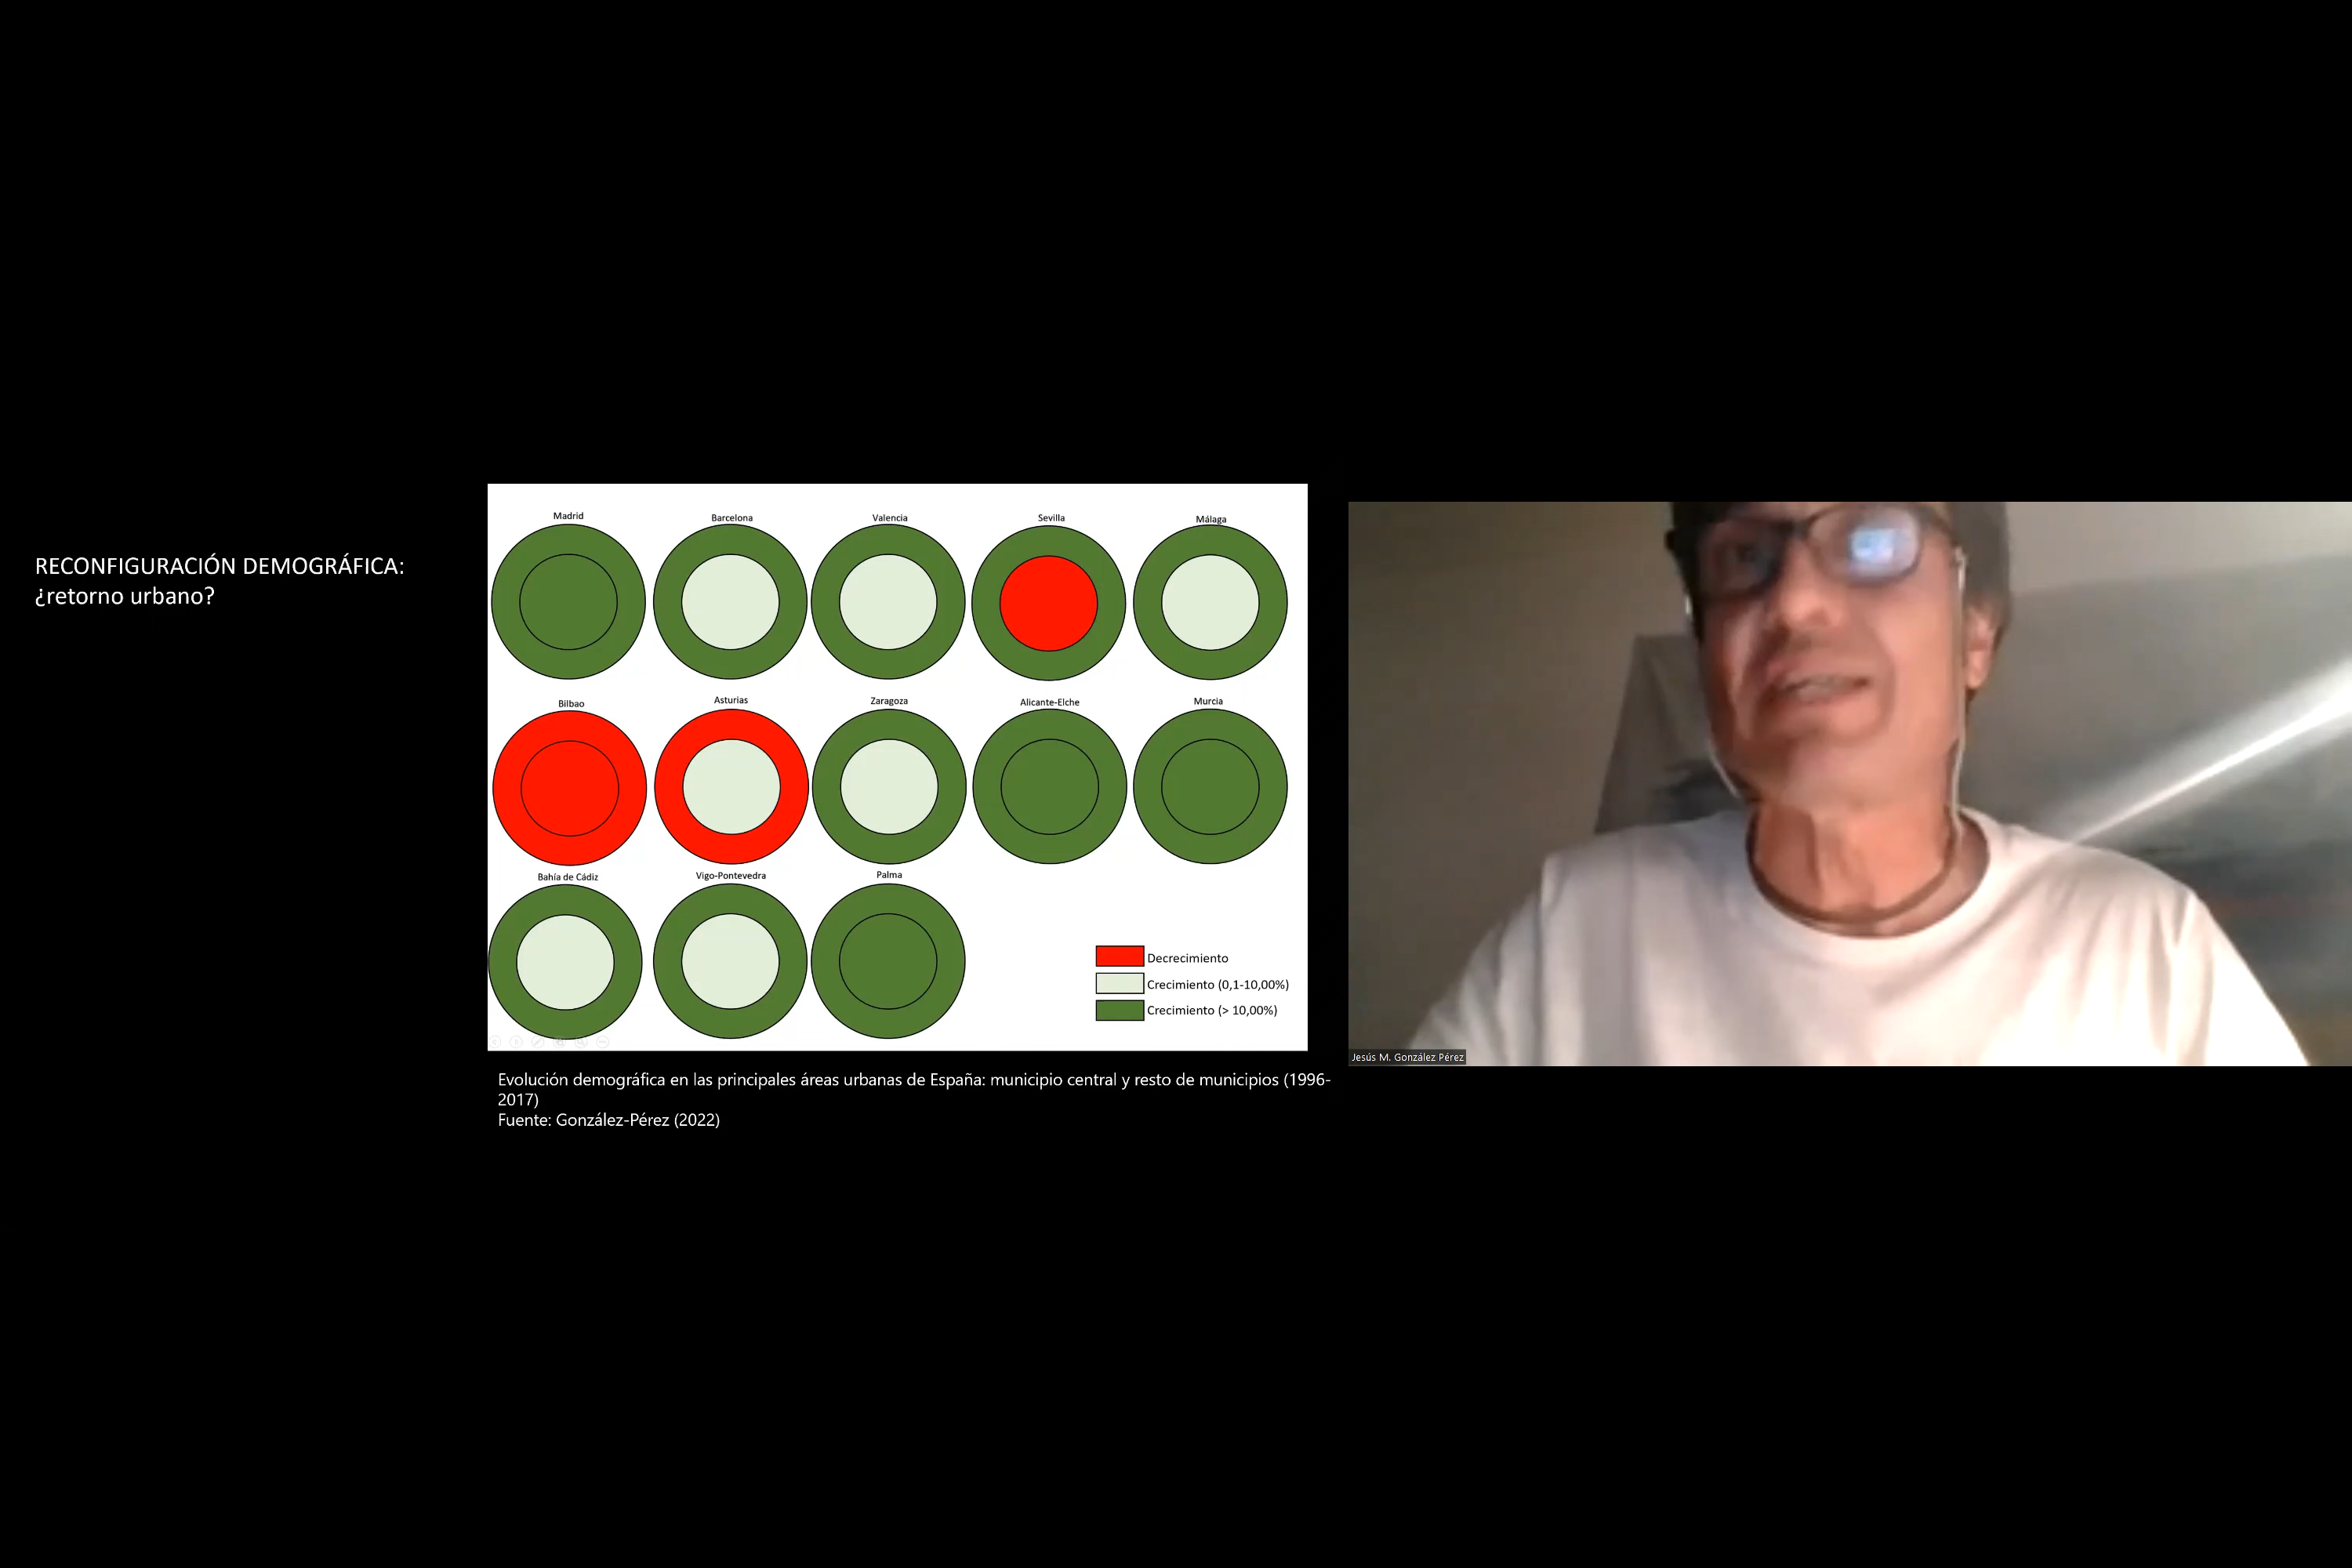 RECONFIGURACIÓN DEMOGRÁFICA:
¿retorno urbano?
Madrid
Barcelona
Valencia
Sevilla
Málaga
Bilbao
Asturias
Zaragoza
Alicante-Elche
Murcia
Bahía de Cádiz
Vigo-Pontevedra
Palma
Decrecimiento
Crecimiento (0,1-10,00%)
Crecimiento (> 10,00%)
Evolución demográfica en las principales áreas urbanas de España: municipio central y resto de municipios (1996-
2017)
Fuente: González-Pérez (2022)
Jesús M. González Pérez